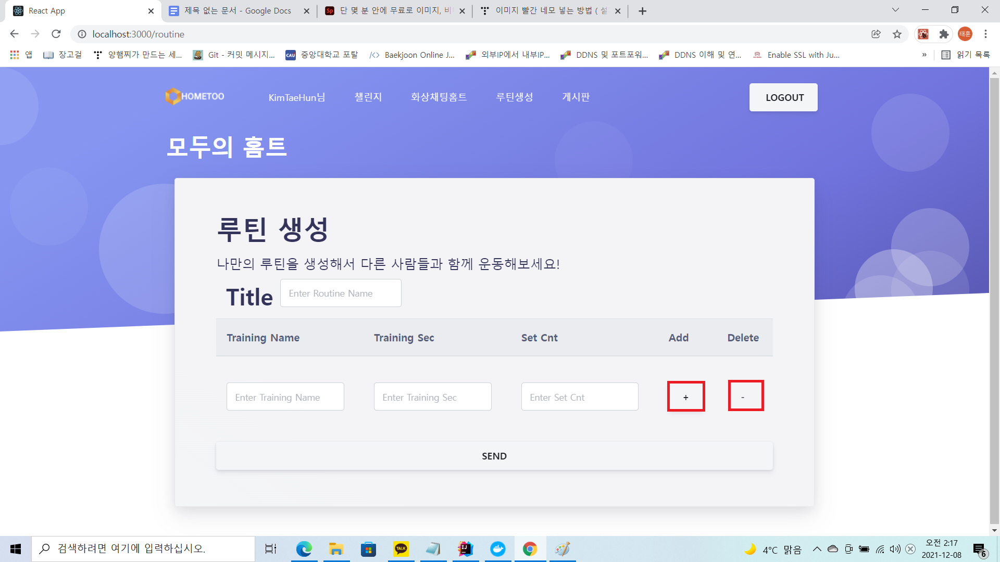 React App
제목 없는 문서 - Google Docs
Sp 단 몇 분 안에 무료로 이미지, 비
이미지 빨간 네모 넣는 방법 ( 설
localhost:3000/routine
태훈
앱
장고걸
양햄찌가 만드는 세...
Git - 커밋 메시지...
CAU 중앙대학교 포탈
</> Baekjoon Online J...
외부IP에서 내부IP...
DDNS 및 포트포워...
DDNS 이해 및 연...
Enable SSL with Ju...
»
읽기 목록
HOMETOO
KimTaeHun님
챌린지
화상채팅홈트
루틴생성
게시판
LOGOUT
모두의 홈트
루틴 생성
나만의 루틴을 생성해서 다른 사람들과 함께 운동해보세요!
Title Enter Routine Name
Training Name Training Sec Set Cnt Add Delete
Enter Training Name Enter Training Sec Enter Set Cnt + -
SEND
검색하려면 여기에 입력하십시오.
TALK
IJ
4°C 맑음
오전 2:17
2021-12-08
6